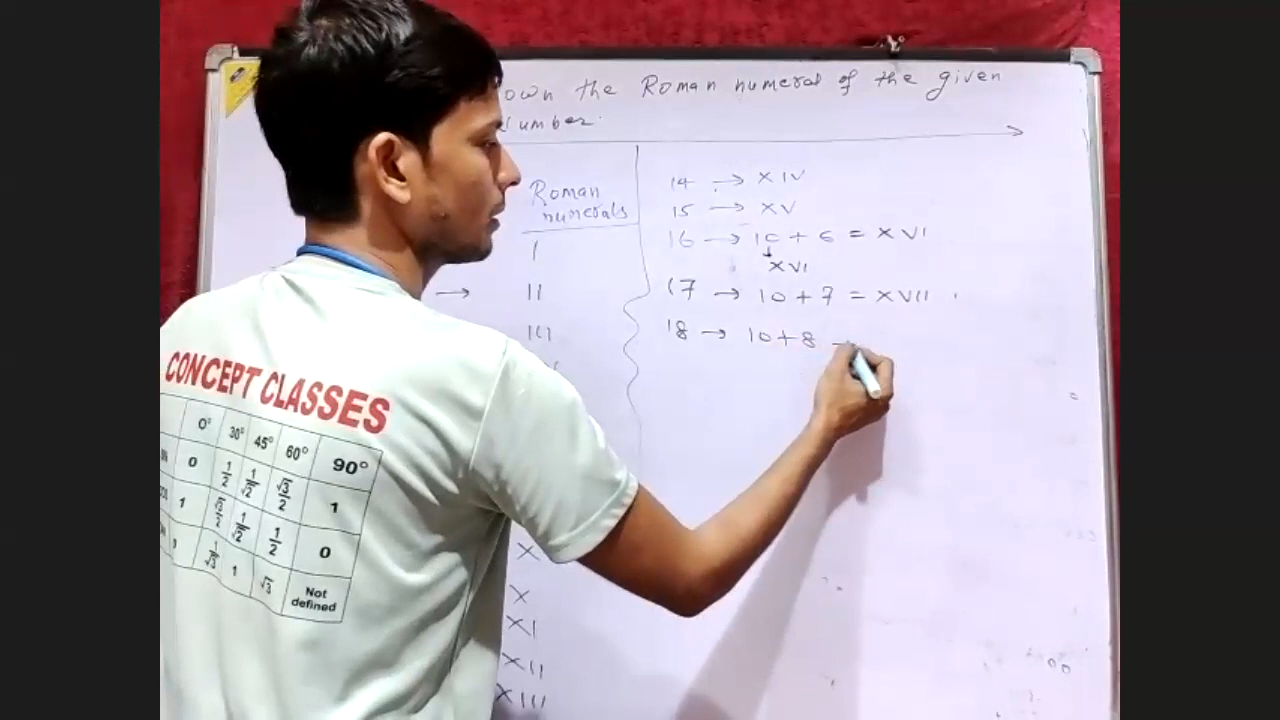 own the Roman numeral of the given
umber.
Roman
numerals
I
→ II
III
X
X
XI
XII
XIII
14 → XIV
15 → XV
16 → 10 + 6 = XVI
XVI
17 → 10 + 7 = XVII
18 → 10 + 8
CONCEPT CLASSES
0° 30° 45° 60° 90°
0 1/2 1/√2 √3/2 1
1 √3/2 1/√2 1/2 0
0 1/√3 1 √3 Not defined